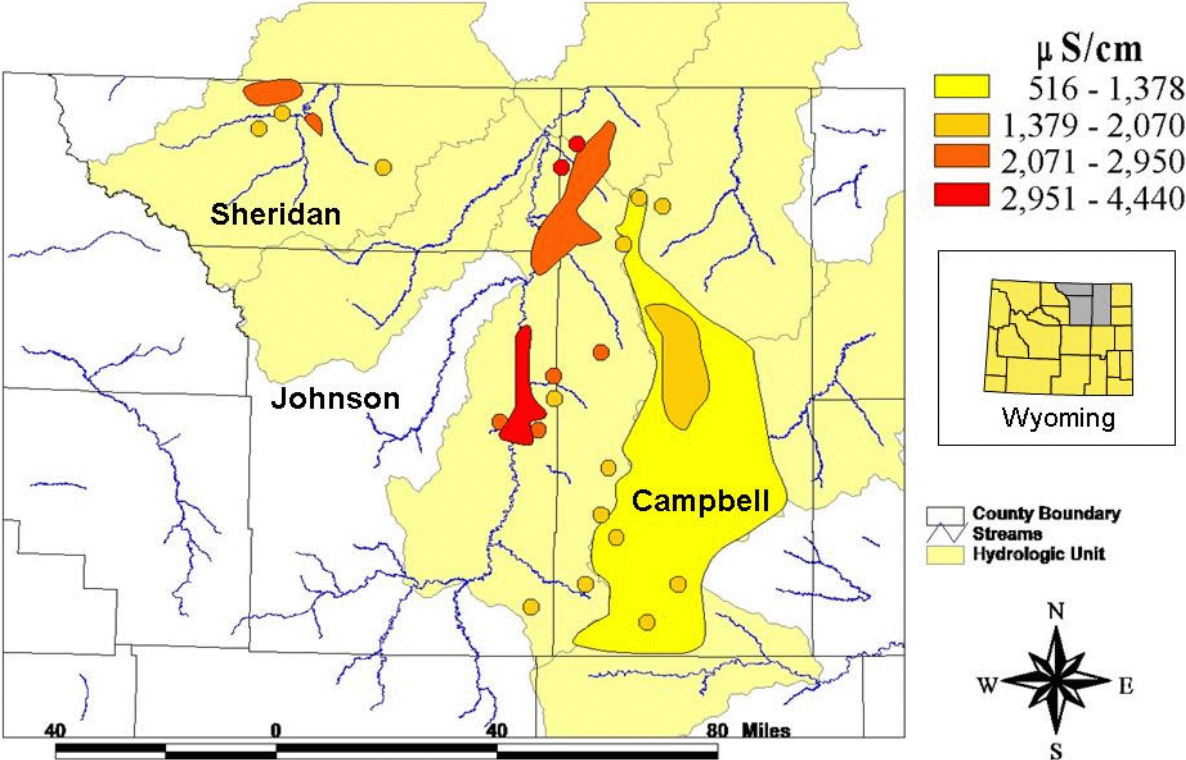 μ S/cm
516 - 1,378
1,379 - 2,070
2,071 - 2,950
2,951 - 4,440
Sheridan
Johnson
Campbell
Wyoming
County Boundary
Streams
Hydrologic Unit
N
W E
S
40 0 40 80 Miles